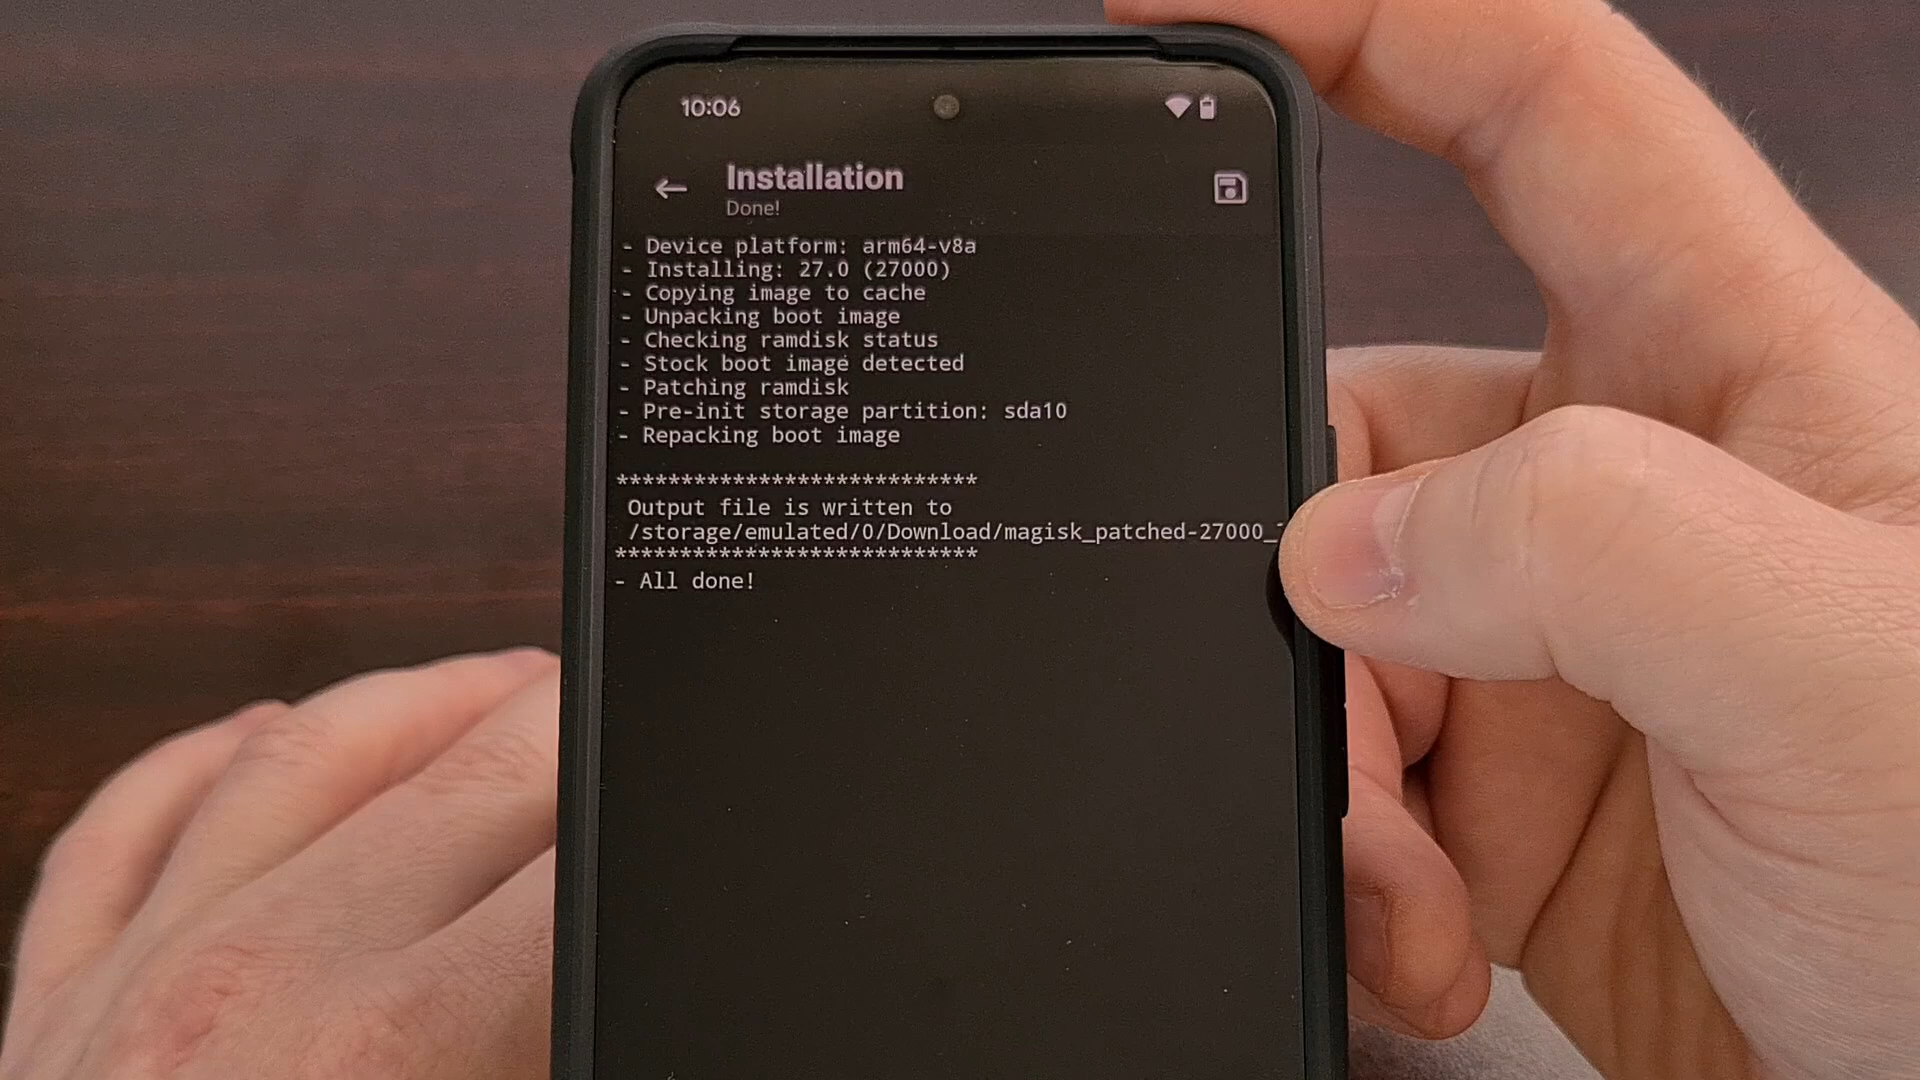 10:06
Installation
Done!
- Device platform: arm64-v8a
- Installing: 27.0 (27000)
- Copying image to cache
- Unpacking boot image
- Checking ramdisk status
- Stock boot image detected
- Patching ramdisk
- Pre-init storage partition: sda10
- Repacking boot image
****************************
Output file is written to
/storage/emulated/0/Download/magisk_patched-27000_
****************************
- All done!